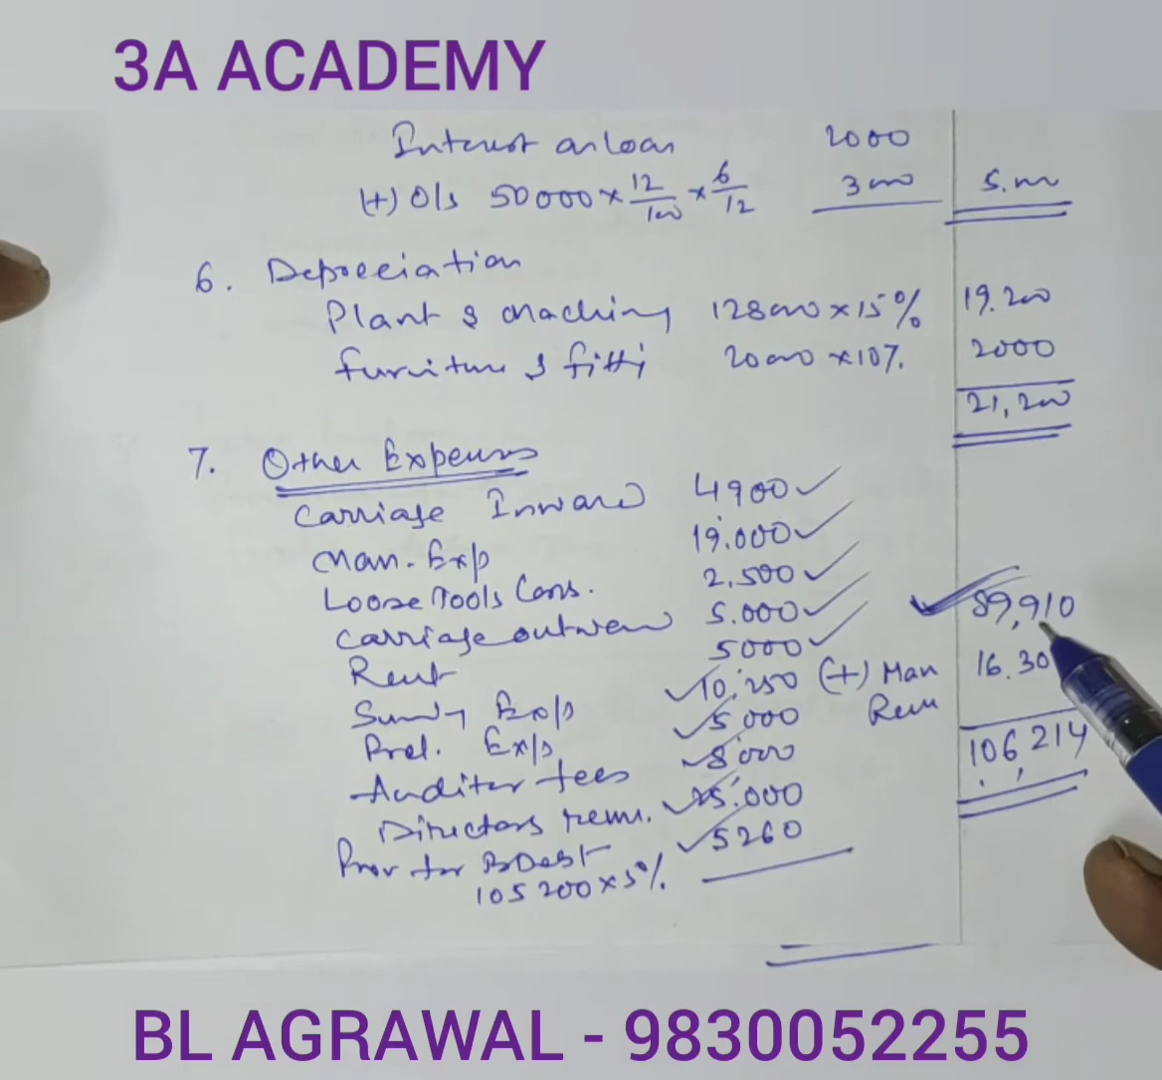 3A ACADEMY
Interest on loan 2000
(+) O/s 50000 × 12/100 × 6/12 3000 5.000
6. Depreciation
Plant & Maching 128000 × 15% 19.200
furniture & fitti 20000 × 10%. 2000
21,200
7. Other Expenses
Carriage Inward 4900
Man. Exp 19.000
Loose Tools Cons. 2.500
Carriage outward 5.000 89,910
Rent 5000
Sundry Exp 10,250 (+) Man Rem 16.30
Prel. Exp 5000
Auditor fees 8000 106,214
Directors remu. 25.000
Prov for B Debt 5260
105200×5%
BL AGRAWAL - 9830052255